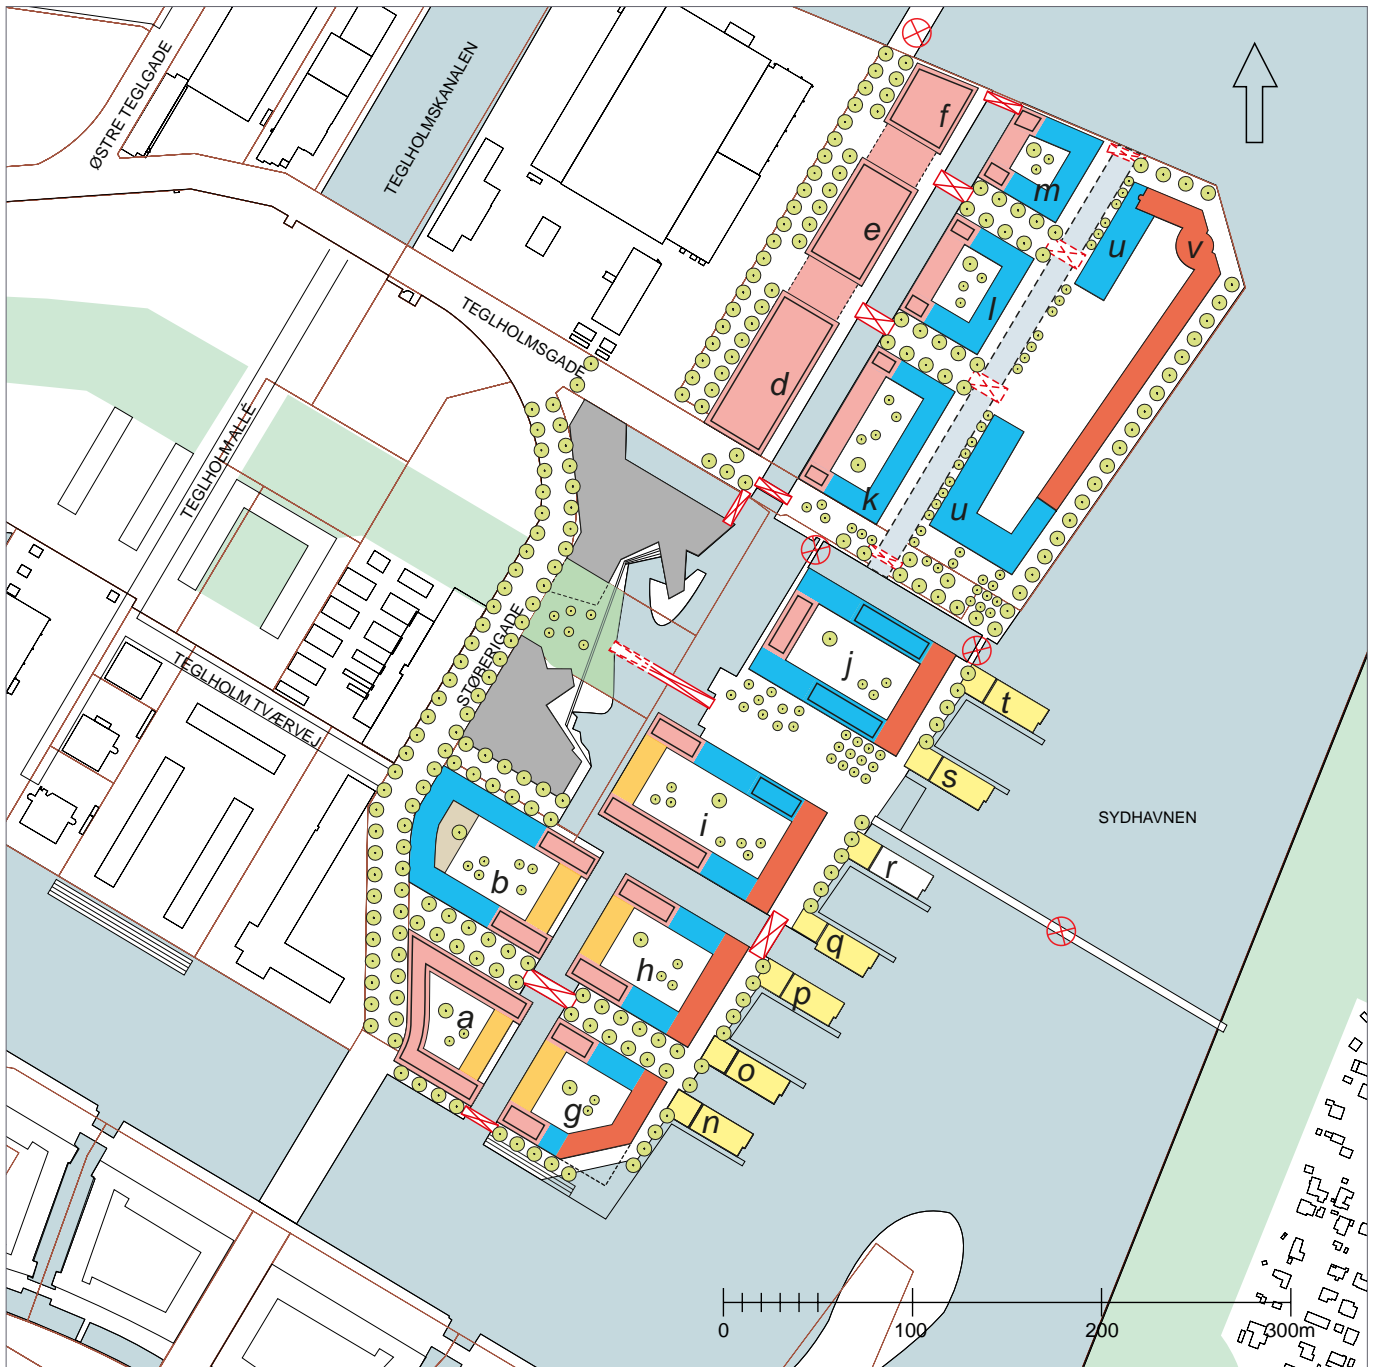 ØSTRE TEGLGADE
TEGLHOLMSKANALEN
f
m
u
v
e
l
TEGLHOLMSGADE
d
TEGLHOLM ALLÉ
k
u
STØBERIGADE
TEGLHOLM TVÆRVEJ
j
t
s
i
SYDHAVNEN
r
b
q
h
p
a
o
g
n
0 100 200 300m